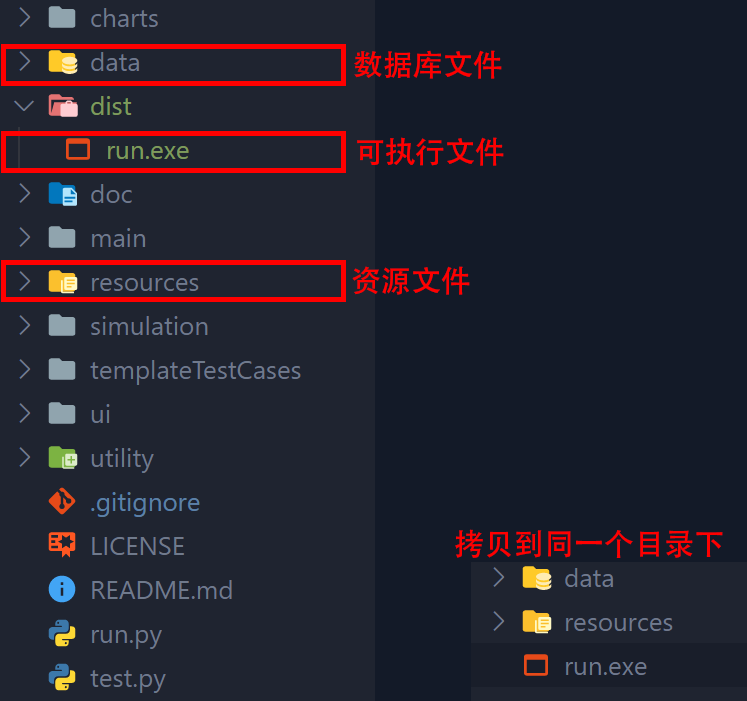 charts
data 数据库文件
dist
run.exe 可执行文件
doc
main
resources 资源文件
simulation
templateTestCases
ui
utility
.gitignore
LICENSE
README.md
run.py
test.py
拷贝到同一个目录下
data
resources
run.exe